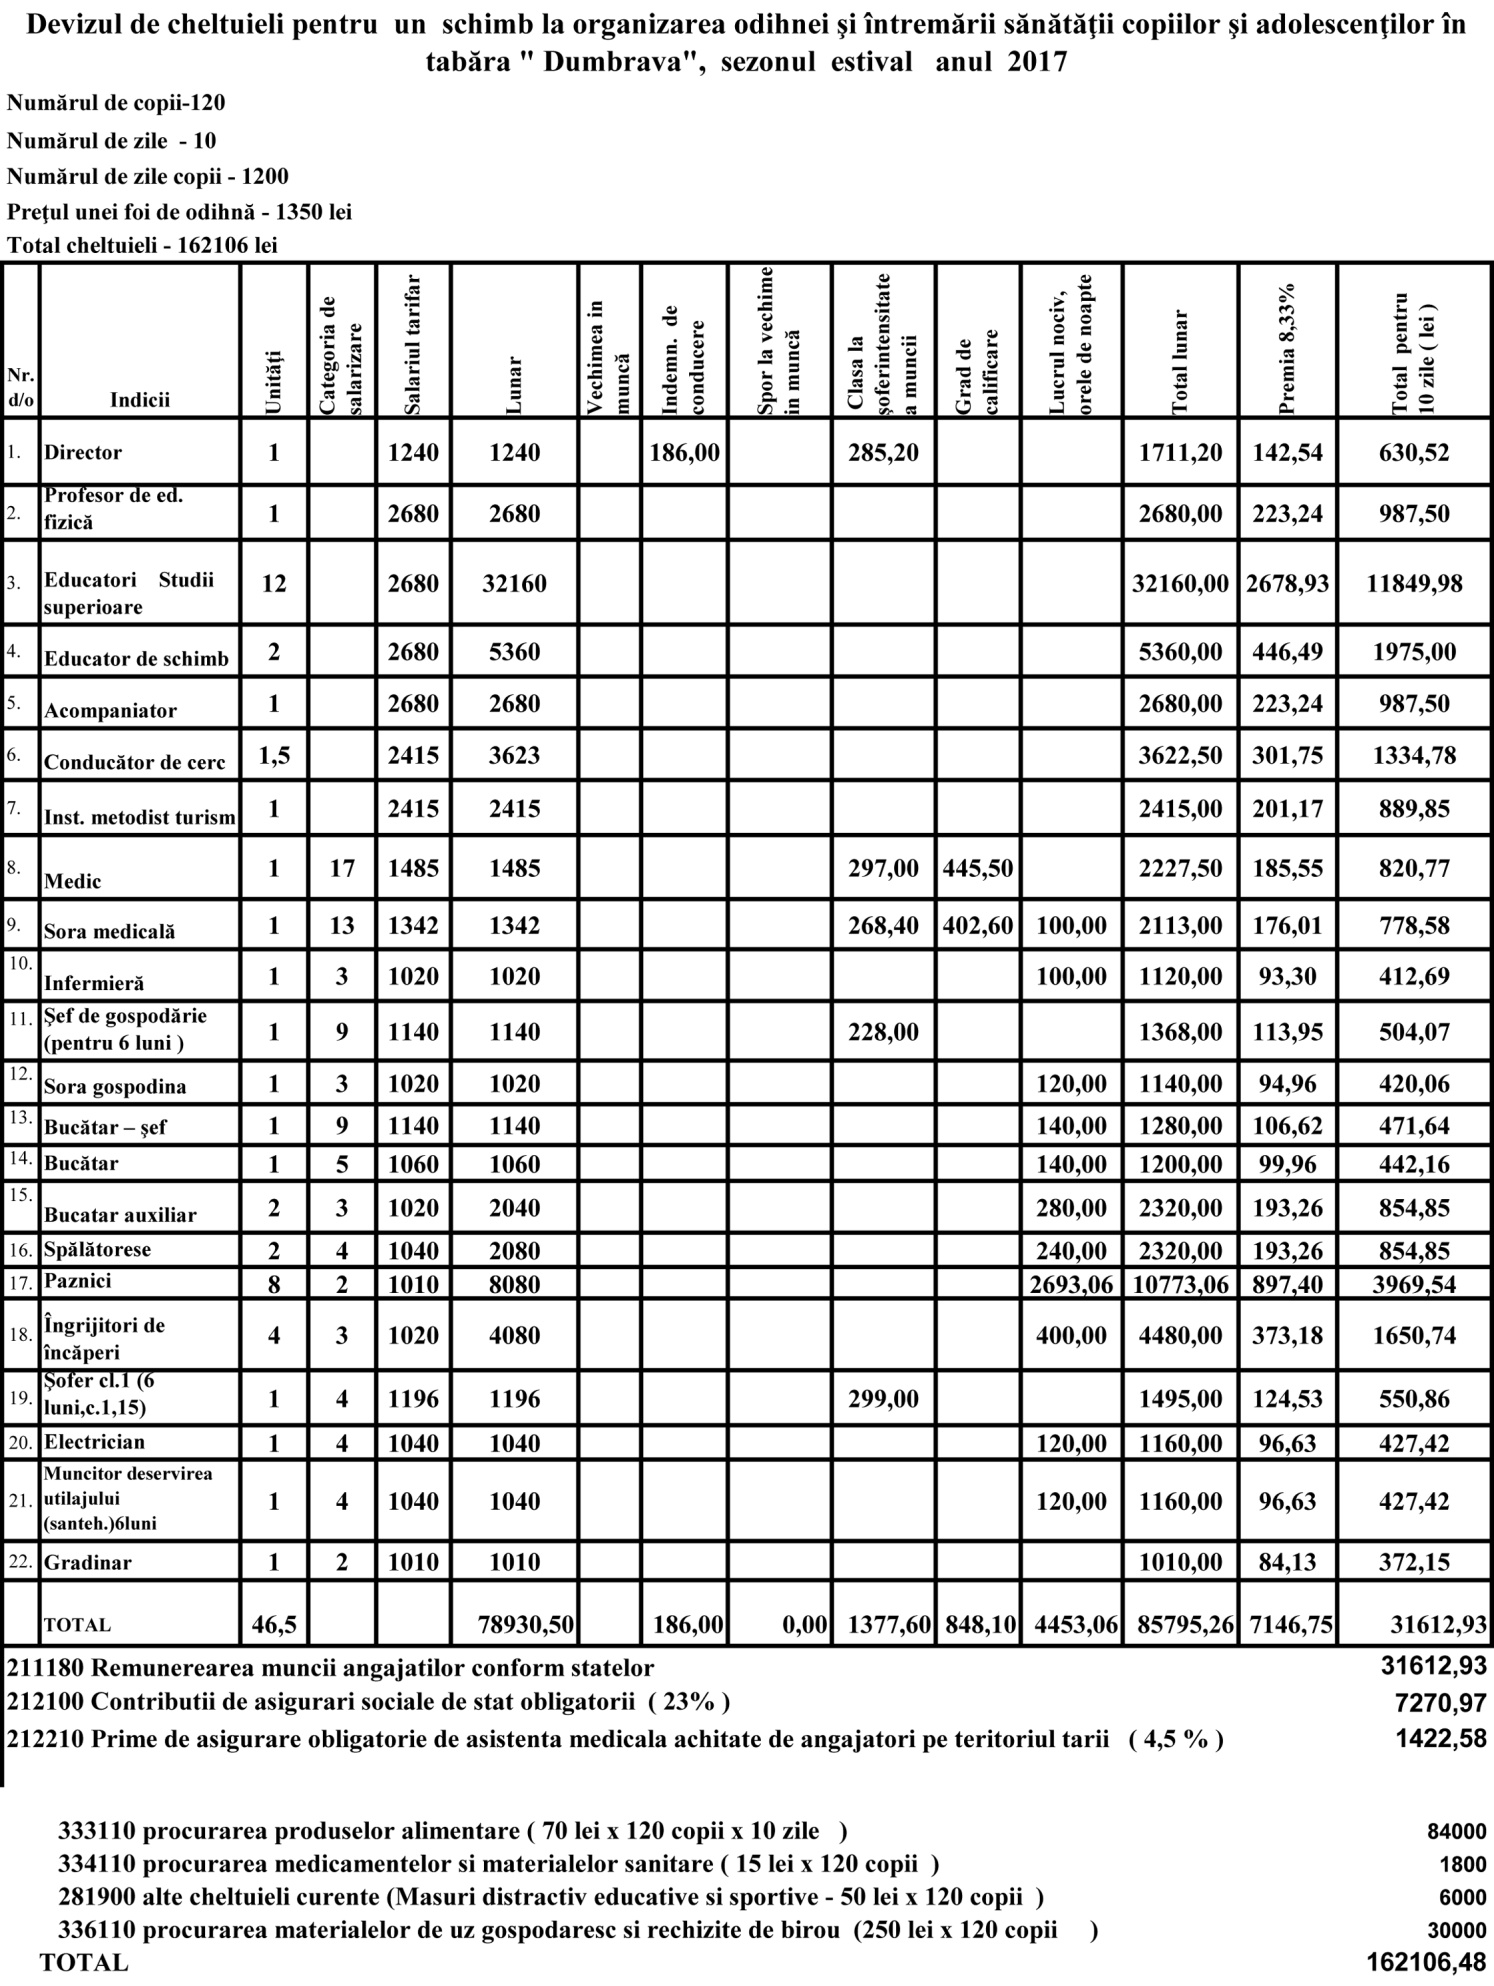 Devizul de cheltuieli pentru un schimb la organizarea odihnei şi întremării sănătăţii copiilor şi adolescenţilor în
tabăra " Dumbrava", sezonul estival anul 2017
Numărul de copii-120
Numărul de zile - 10
Numărul de zile copii - 1200
Preţul unei foi de odihnă - 1350 lei
Total cheltuieli - 162106 lei
Nr. d/o Indicii Unităţi Categoria de salarizare Salariul tarifar Lunar Vechimea in muncă Indemn. de conducere Spor la vechime in muncă Clasa la şoferintensitate a muncii Grad de calificare Lucrul nociv, orele de noapte Total lunar Premia 8,33% Total pentru 10 zile ( lei )
1. Director 1 1240 1240 186,00 285,20 1711,20 142,54 630,52
2. Profesor de ed. fizică 1 2680 2680 2680,00 223,24 987,50
3. Educatori Studii superioare 12 2680 32160 32160,00 2678,93 11849,98
4. Educator de schimb 2 2680 5360 5360,00 446,49 1975,00
5. Acompaniator 1 2680 2680 2680,00 223,24 987,50
6. Conducător de cerc 1,5 2415 3623 3622,50 301,75 1334,78
7. Inst. metodist turism 1 2415 2415 2415,00 201,17 889,85
8. Medic 1 17 1485 1485 297,00 445,50 2227,50 185,55 820,77
9. Sora medicală 1 13 1342 1342 268,40 402,60 100,00 2113,00 176,01 778,58
10. Infermieră 1 3 1020 1020 100,00 1120,00 93,30 412,69
11. Şef de gospodărie (pentru 6 luni ) 1 9 1140 1140 228,00 1368,00 113,95 504,07
12. Sora gospodina 1 3 1020 1020 120,00 1140,00 94,96 420,06
13. Bucătar – şef 1 9 1140 1140 140,00 1280,00 106,62 471,64
14. Bucătar 1 5 1060 1060 140,00 1200,00 99,96 442,16
15. Bucatar auxiliar 2 3 1020 2040 280,00 2320,00 193,26 854,85
16. Spălătorese 2 4 1040 2080 240,00 2320,00 193,26 854,85
17. Paznici 8 2 1010 8080 2693,06 10773,06 897,40 3969,54
18. Îngrijitori de încăperi 4 3 1020 4080 400,00 4480,00 373,18 1650,74
19. Şofer cl.1 (6 luni,c.1,15) 1 4 1196 1196 299,00 1495,00 124,53 550,86
20. Electrician 1 4 1040 1040 120,00 1160,00 96,63 427,42
21. Muncitor deservirea utilajului (santeh.)6luni 1 4 1040 1040 120,00 1160,00 96,63 427,42
22. Gradinar 1 2 1010 1010 1010,00 84,13 372,15
TOTAL 46,5 78930,50 186,00 0,00 1377,60 848,10 4453,06 85795,26 7146,75 31612,93
211180 Remunerearea muncii angajatilor conform statelor 31612,93
212100 Contributii de asigurari sociale de stat obligatorii ( 23% ) 7270,97
212210 Prime de asigurare obligatorie de asistenta medicala achitate de angajatori pe teritoriul tarii ( 4,5 % ) 1422,58
333110 procurarea produselor alimentare ( 70 lei x 120 copii x 10 zile ) 84000
334110 procurarea medicamentelor si materialelor sanitare ( 15 lei x 120 copii ) 1800
281900 alte cheltuieli curente (Masuri distractiv educative si sportive - 50 lei x 120 copii ) 6000
336110 procurarea materialelor de uz gospodaresc si rechizite de birou (250 lei x 120 copii ) 30000
TOTAL 162106,48